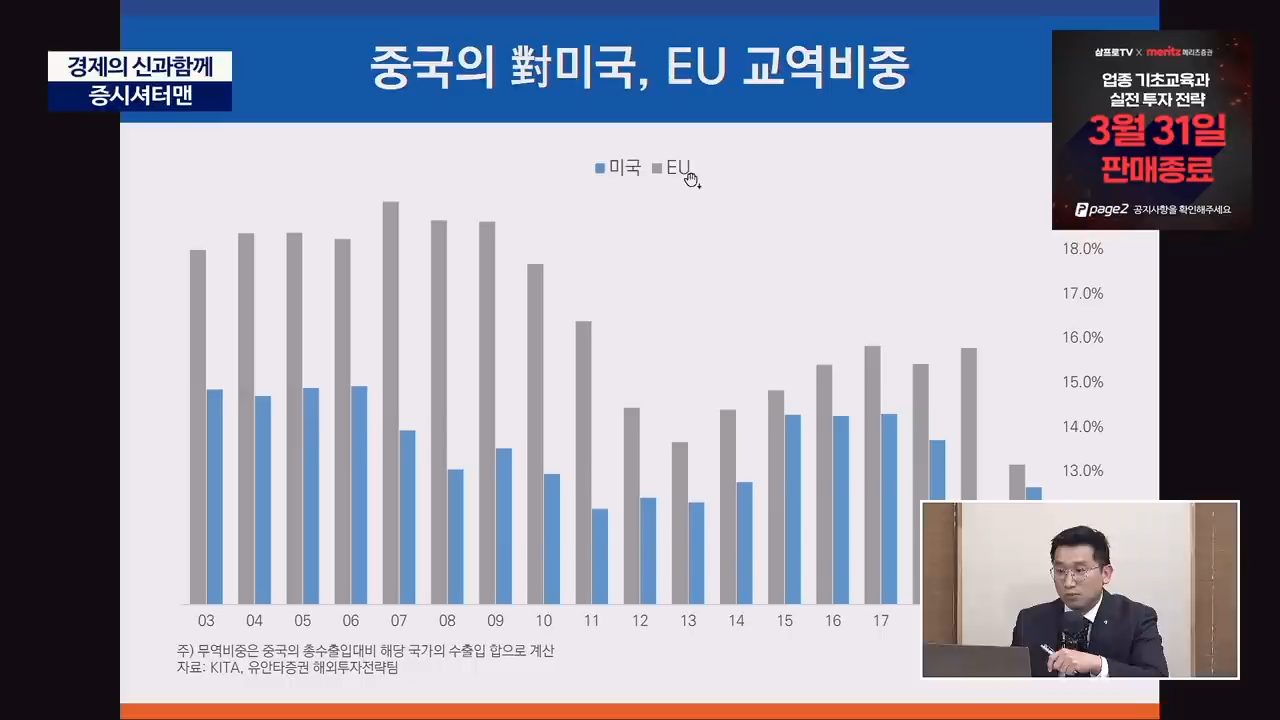 중국의 對미국, EU 교역비중
경제의 신과함께
증시셔터맨
삼프로TV X meritz 메리츠증권
업종 기초교육과
실전 투자 전략
3월 31일
판매종료
page2 공지사항을 확인해주세요
미국 EU
18.0%
17.0%
16.0%
15.0%
14.0%
13.0%
03 04 05 06 07 08 09 10 11 12 13 14 15 16 17
주) 무역비중은 중국의 총수출입대비 해당 국가의 수출입 합으로 계산
자료: KITA, 유안타증권 해외투자전략팀